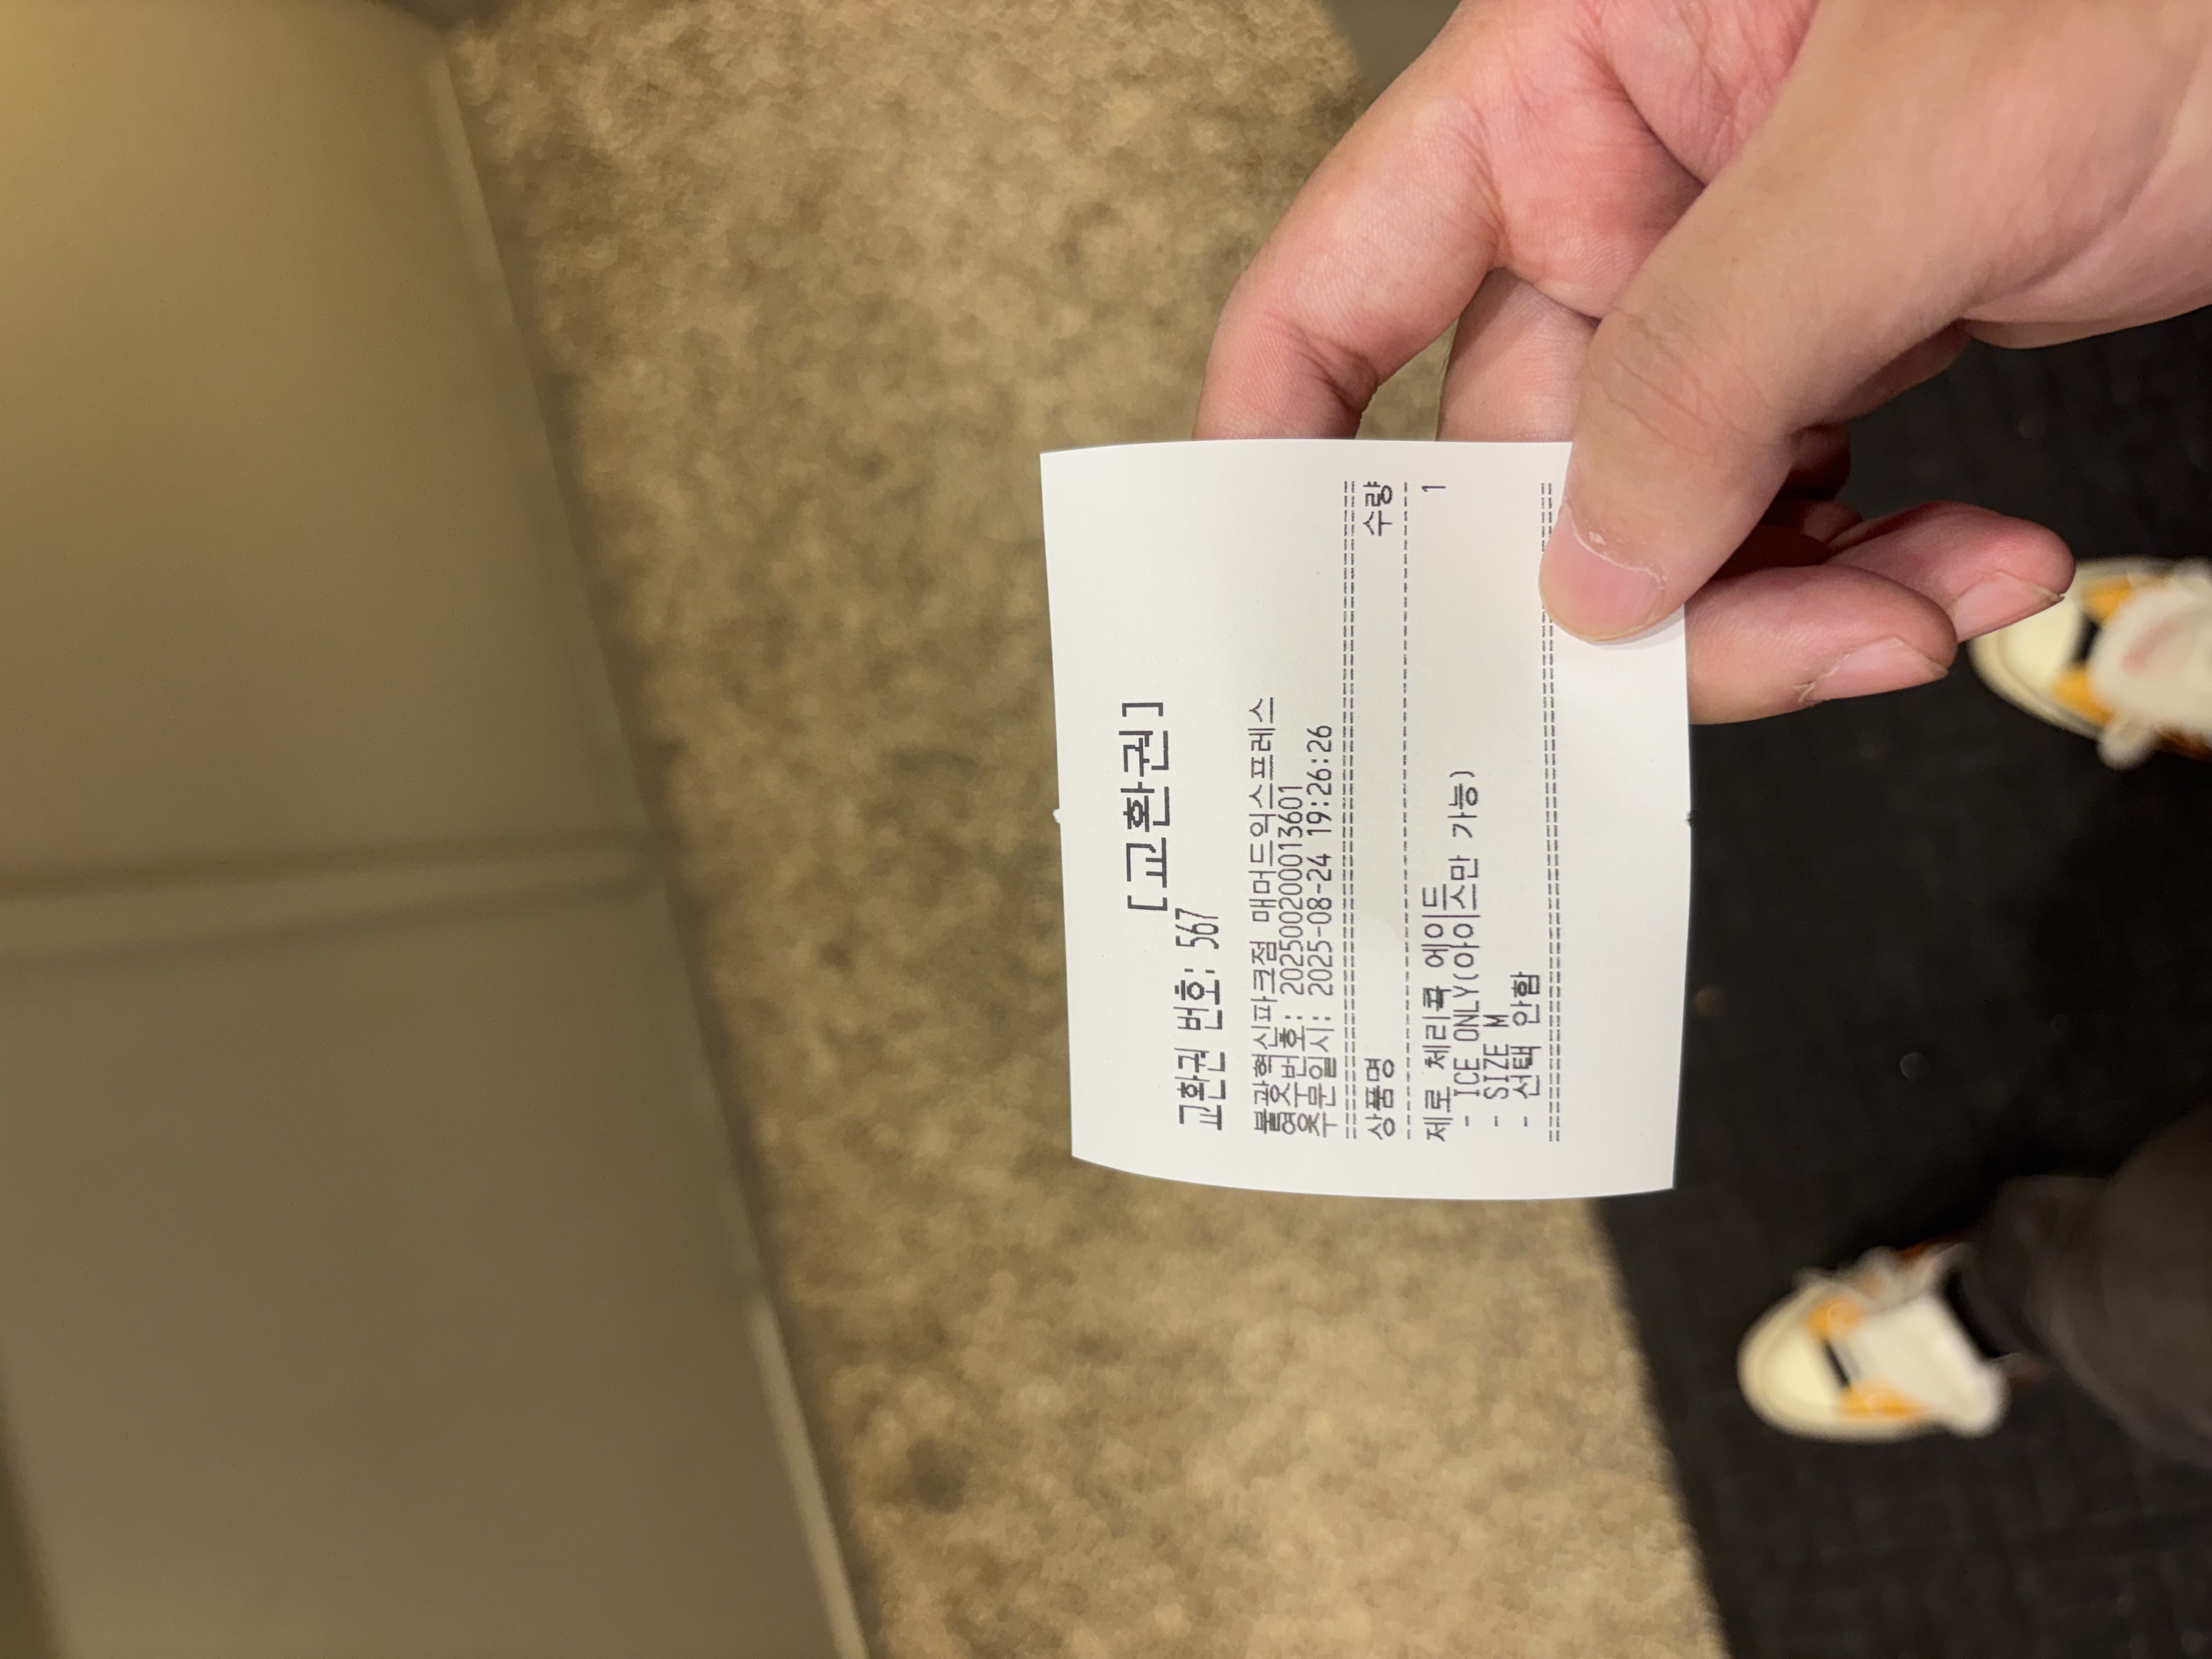 [교환권]
교환권 번호: 567
불광혁신파크점 매머드익스프레스
영수번호: 20250020200013601
주문일시: 2025-08-24 19:26:26
상품명 수량
제로 체리콕 에이드 1
- ICE ONLY(아이스만 가능)
- SIZE M
- 선택 안함